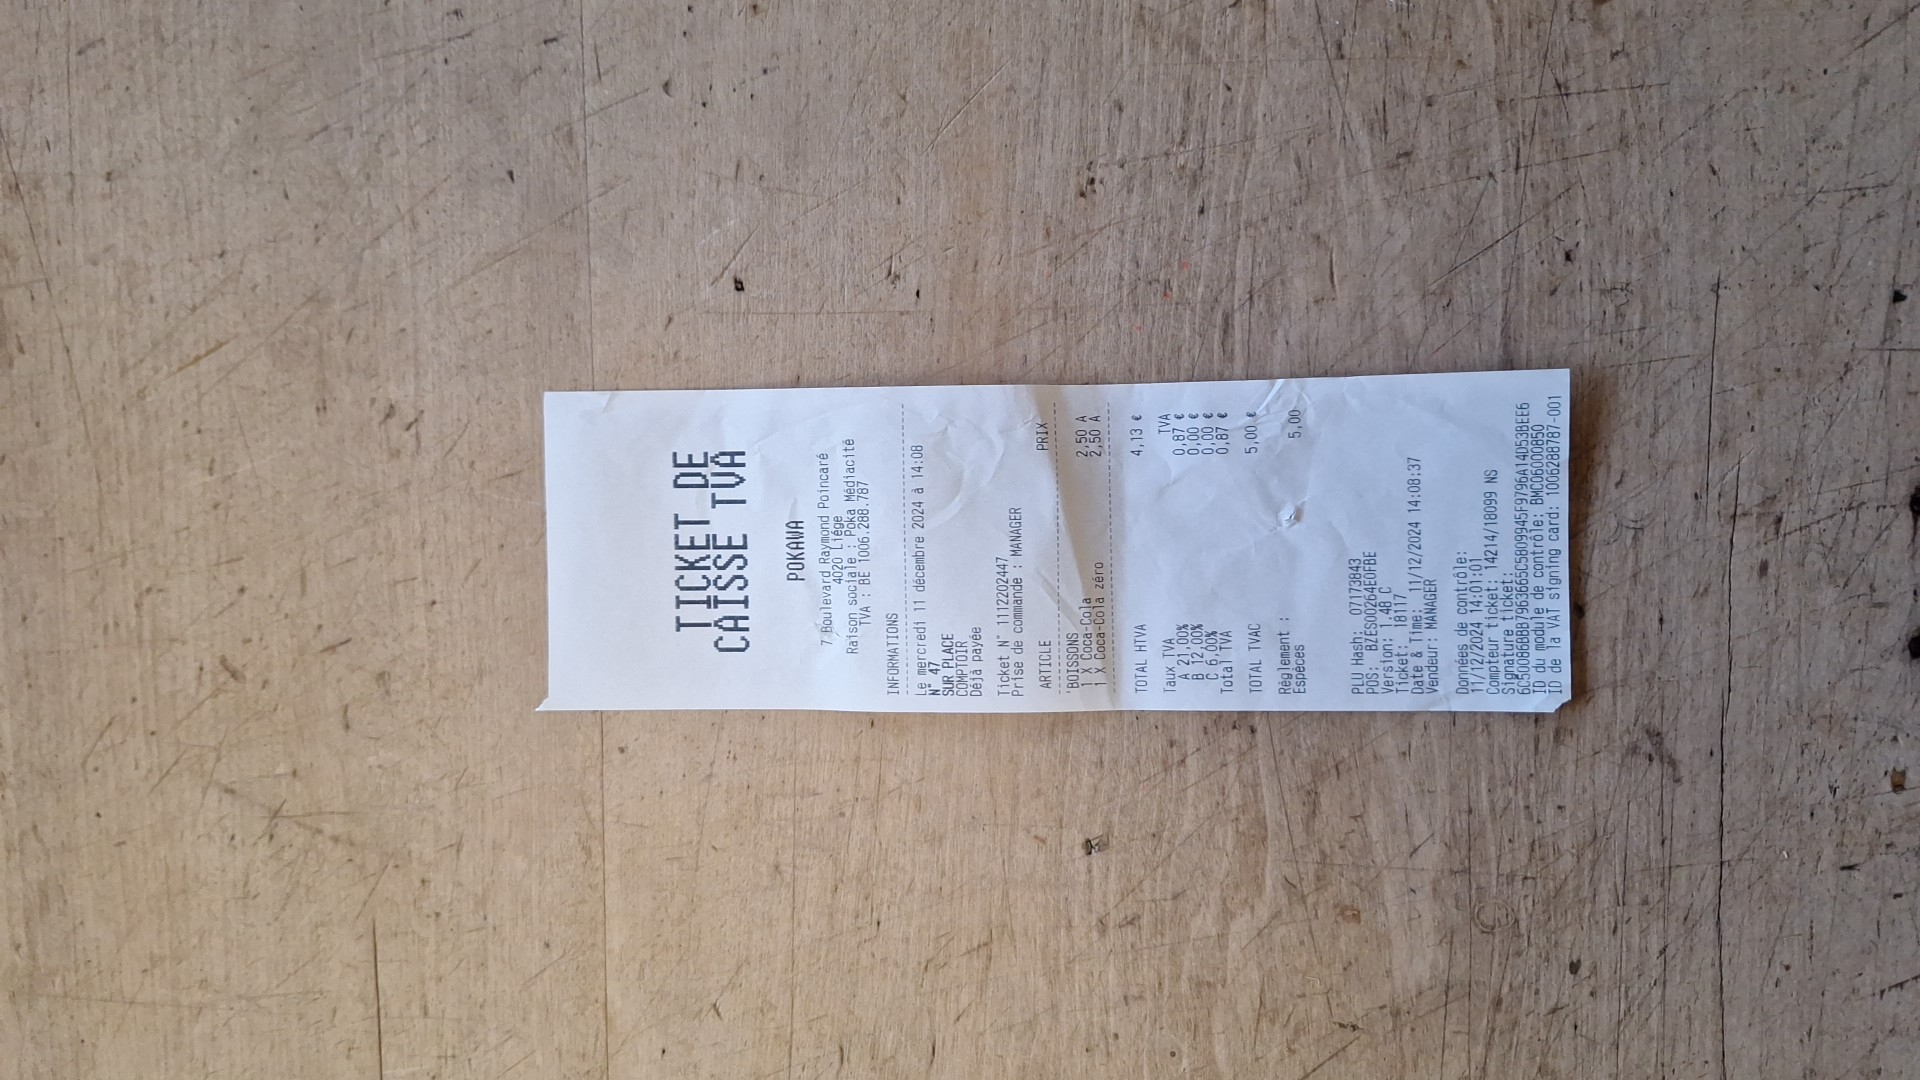 TICKET DE
CAISSE TVA
POKAWA
7 Boulevard Raymond Poincaré
4020 Liège
Raison sociale : Poka Médiacité
TVA : BE 1006.288.787
INFORMATIONS
Le mercredi 11 décembre 2024 à 14:08
N° 47
SUR PLACE
COMPTOIR
Déjà payée
Ticket N° 1112202447
Prise de commande : MANAGER
ARTICLE PRIX
BOISSONS
1 X Coca-Cola 2,50 A
1 X Coca-Cola zéro 2,50 A
TOTAL HTVA 4,13 €
Taux TVA TVA
A 21,00% 0,87 €
B 12,00% 0,00 €
C 6,00% 0,00 €
Total TVA 0,87 €
TOTAL TVAC 5,00 €
Règlement :
Espèces 5,00
PLU Hash: 07173843
POS: BZES00264E0FBE
Version: 1.48 C
Ticket: 18117
Date & Time: 11/12/2024 14:08:37
Vendeur: MANAGER
Données de contrôle:
11/12/2024 14:01:01
Compteur ticket: 14214/18099 NS
Signature ticket:
ID du module de contrôle: BMC06000850
ID de la VAT signing card: 1006288787-001